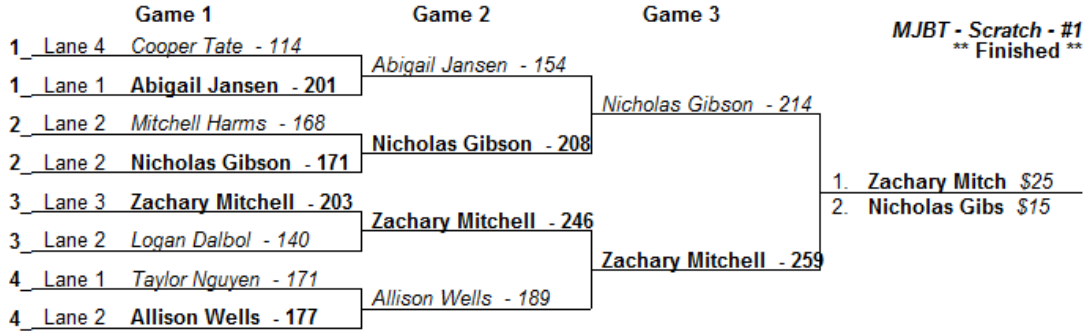 Game 1 Game 2 Game 3
MJBT - Scratch - #1
** Finished **
1_ Lane 4 Cooper Tate - 114
Abigail Jansen - 154
1_ Lane 1 Abigail Jansen - 201
Nicholas Gibson - 214
2_ Lane 2 Mitchell Harms - 168
Nicholas Gibson - 208
2_ Lane 2 Nicholas Gibson - 171
1. Zachary Mitch $25
3_ Lane 3 Zachary Mitchell - 203
2. Nicholas Gibs $15
Zachary Mitchell - 246
3_ Lane 2 Logan Dalbol - 140
Zachary Mitchell - 259
4_ Lane 1 Taylor Nguyen - 171
Allison Wells - 189
4_ Lane 2 Allison Wells - 177